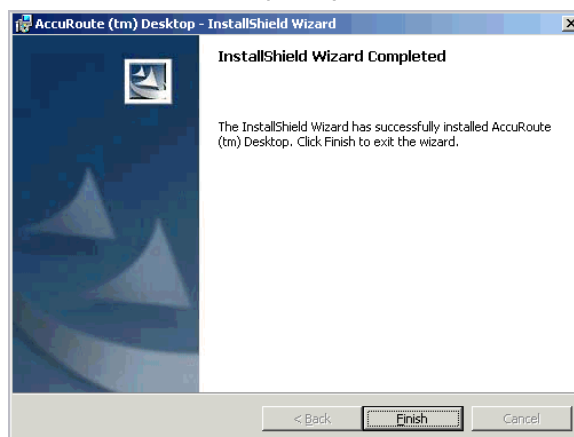 AccuRoute (tm) Desktop - InstallShield Wizard
InstallShield Wizard Completed
The InstallShield Wizard has successfully installed AccuRoute
(tm) Desktop. Click Finish to exit the wizard.
< Back Finish Cancel